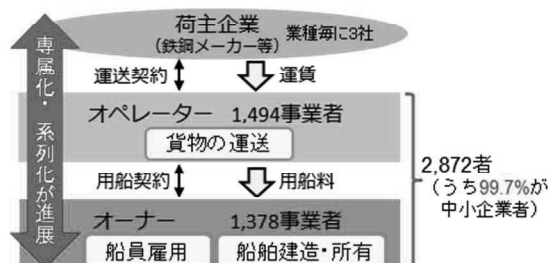 荷主企業
(鉄鋼メーカー等)
業種毎に3社
専属化・系列化が進展
運送契約
運賃
オペレーター 1,494事業者
貨物の運送
用船契約
用船料
オーナー 1,378事業者
船員雇用
船舶建造・所有
2,872者
(うち99.7%が
中小企業者)